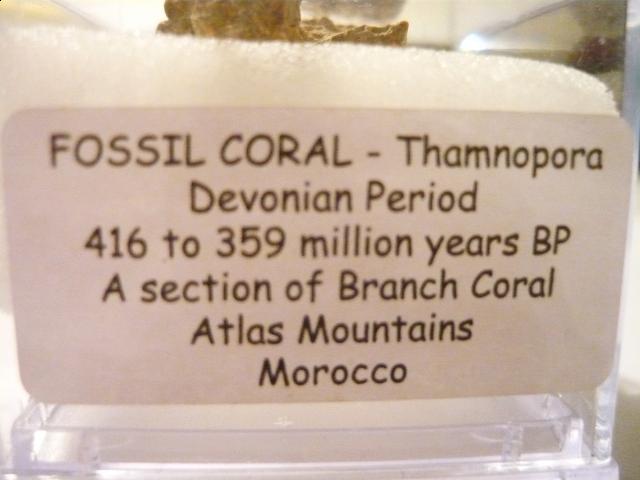 FOSSIL CORAL - Thamnopora
Devonian Period
416 to 359 million years BP
A section of Branch Coral
Atlas Mountains
Morocco